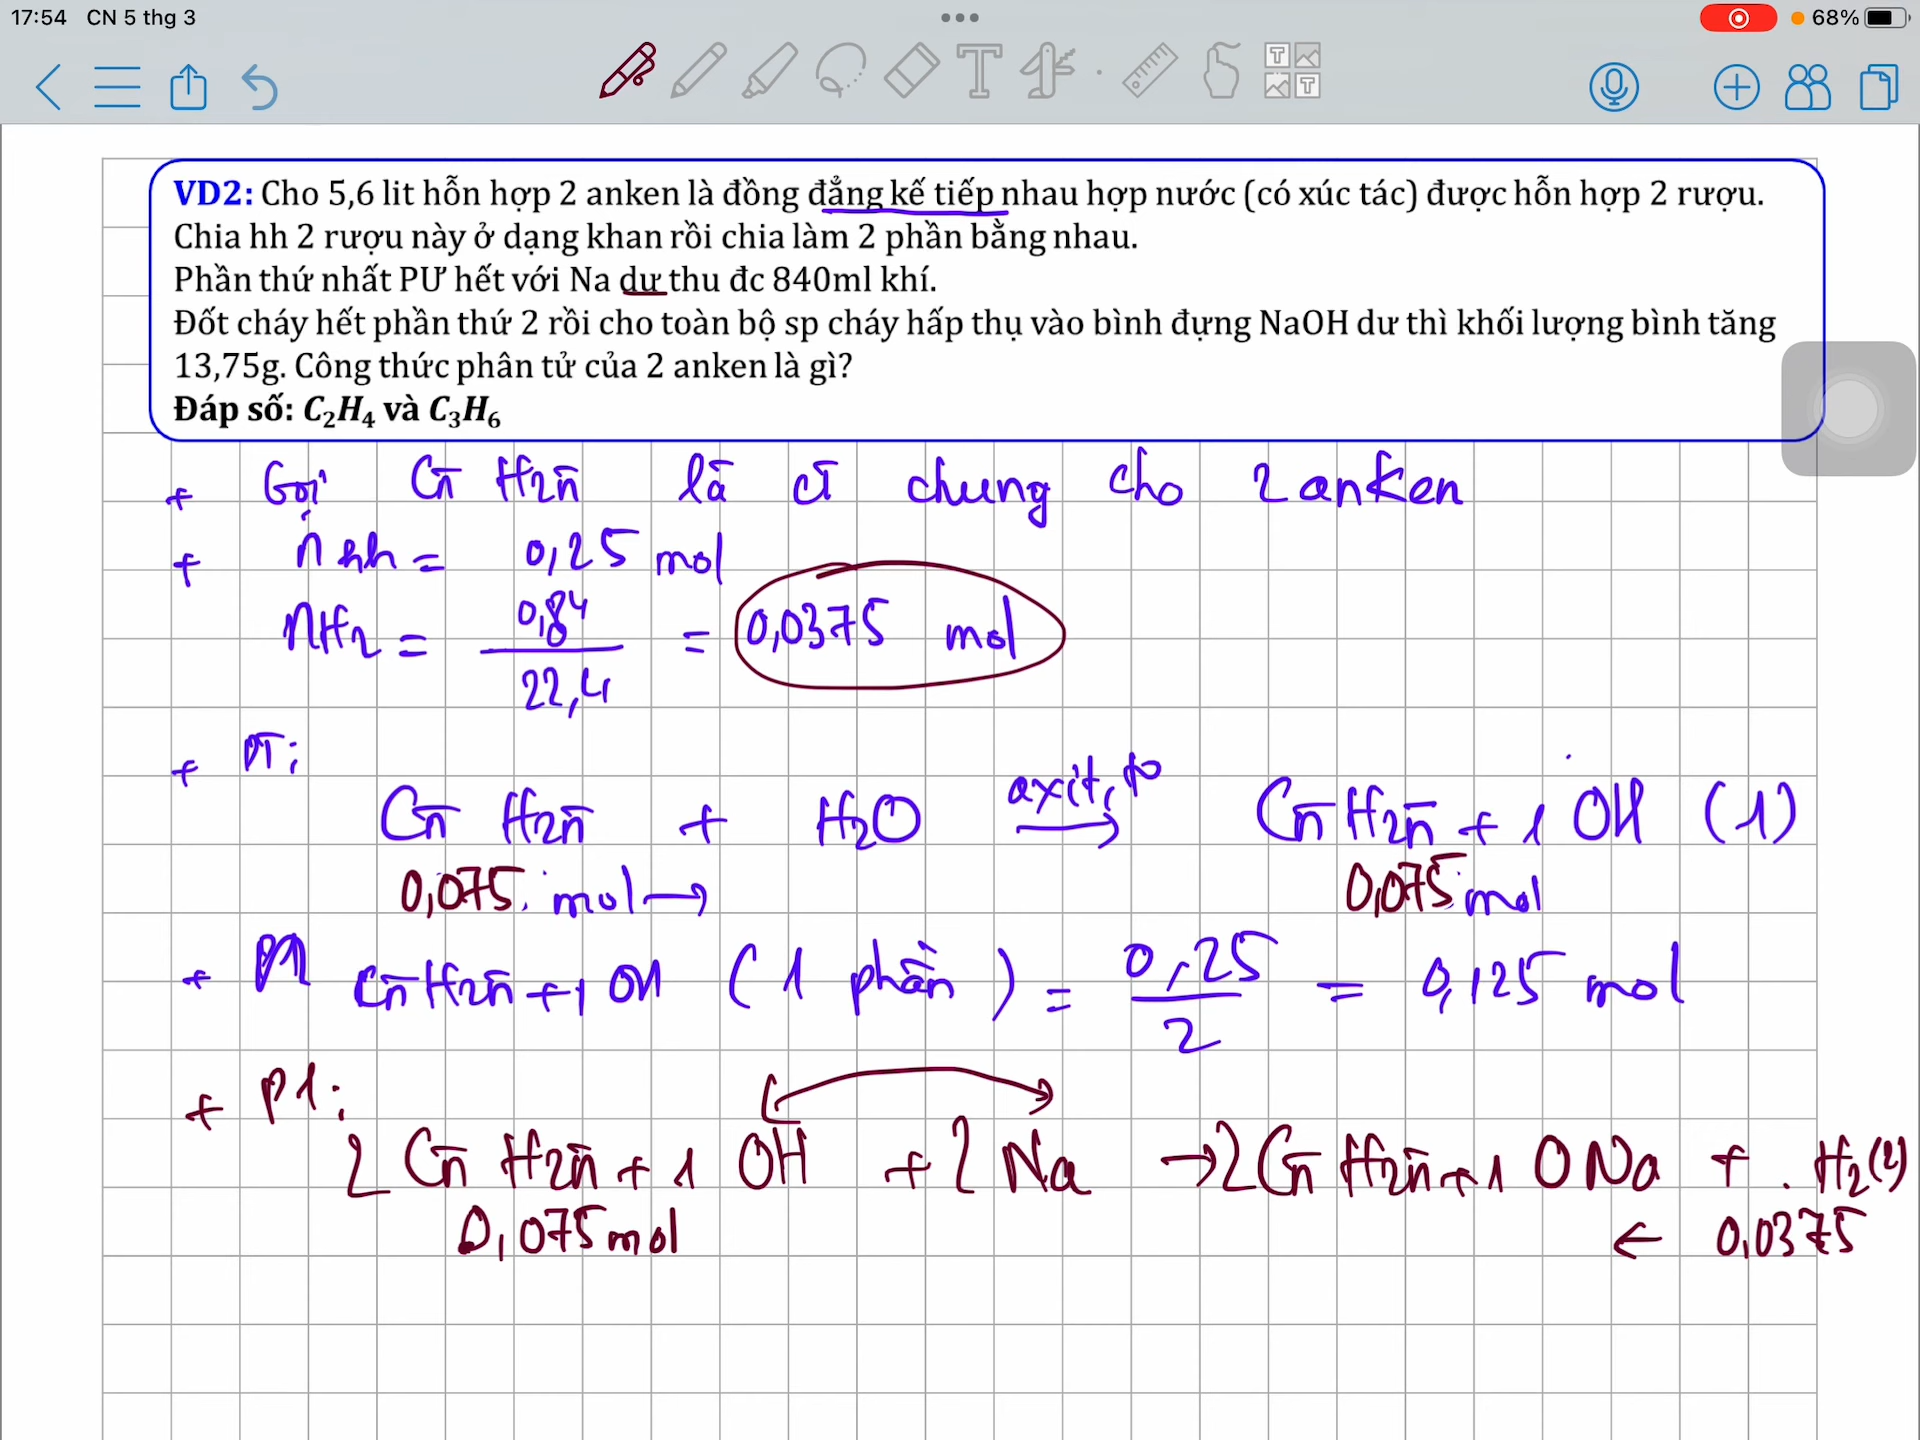 17:54 CN 5 thg 3 68%
VD2: Cho 5,6 lit hỗn hợp 2 anken là đồng đẳng kế tiếp nhau hợp nước (có xúc tác) được hỗn hợp 2 rượu.
Chia hh 2 rượu này ở dạng khan rồi chia làm 2 phần bằng nhau.
Phần thứ nhất PƯ hết với Na dư thu đc 840ml khí.
Đốt cháy hết phần thứ 2 rồi cho toàn bộ sp cháy hấp thụ vào bình đựng NaOH dư thì khối lượng bình tăng
13,75g. Công thức phân tử của 2 anken là gì?
Đáp số: C₂H₄ và C₃H₆
+ Gọi Cn̄ H2n̄ là CT chung cho 2 anken
+ n hh = 0,25 mol
nH2 = 0,84 / 22,4 = 0,0375 mol
+ PT:
Cn̄ H2n̄ + H2O axit, t° → Cn̄ H2n̄ + 1 OH (1)
0,075 mol → 0,075 mol
+ n Cn̄ H2n̄ + 1 OH (1 phần) = 0,25 / 2 = 0,125 mol
+ P1:
2 Cn̄ H2n̄ + 1 OH + 2 Na → 2 Cn̄ H2n̄ + 1 ONa + H2 (2)
0,075 mol ← 0,0375